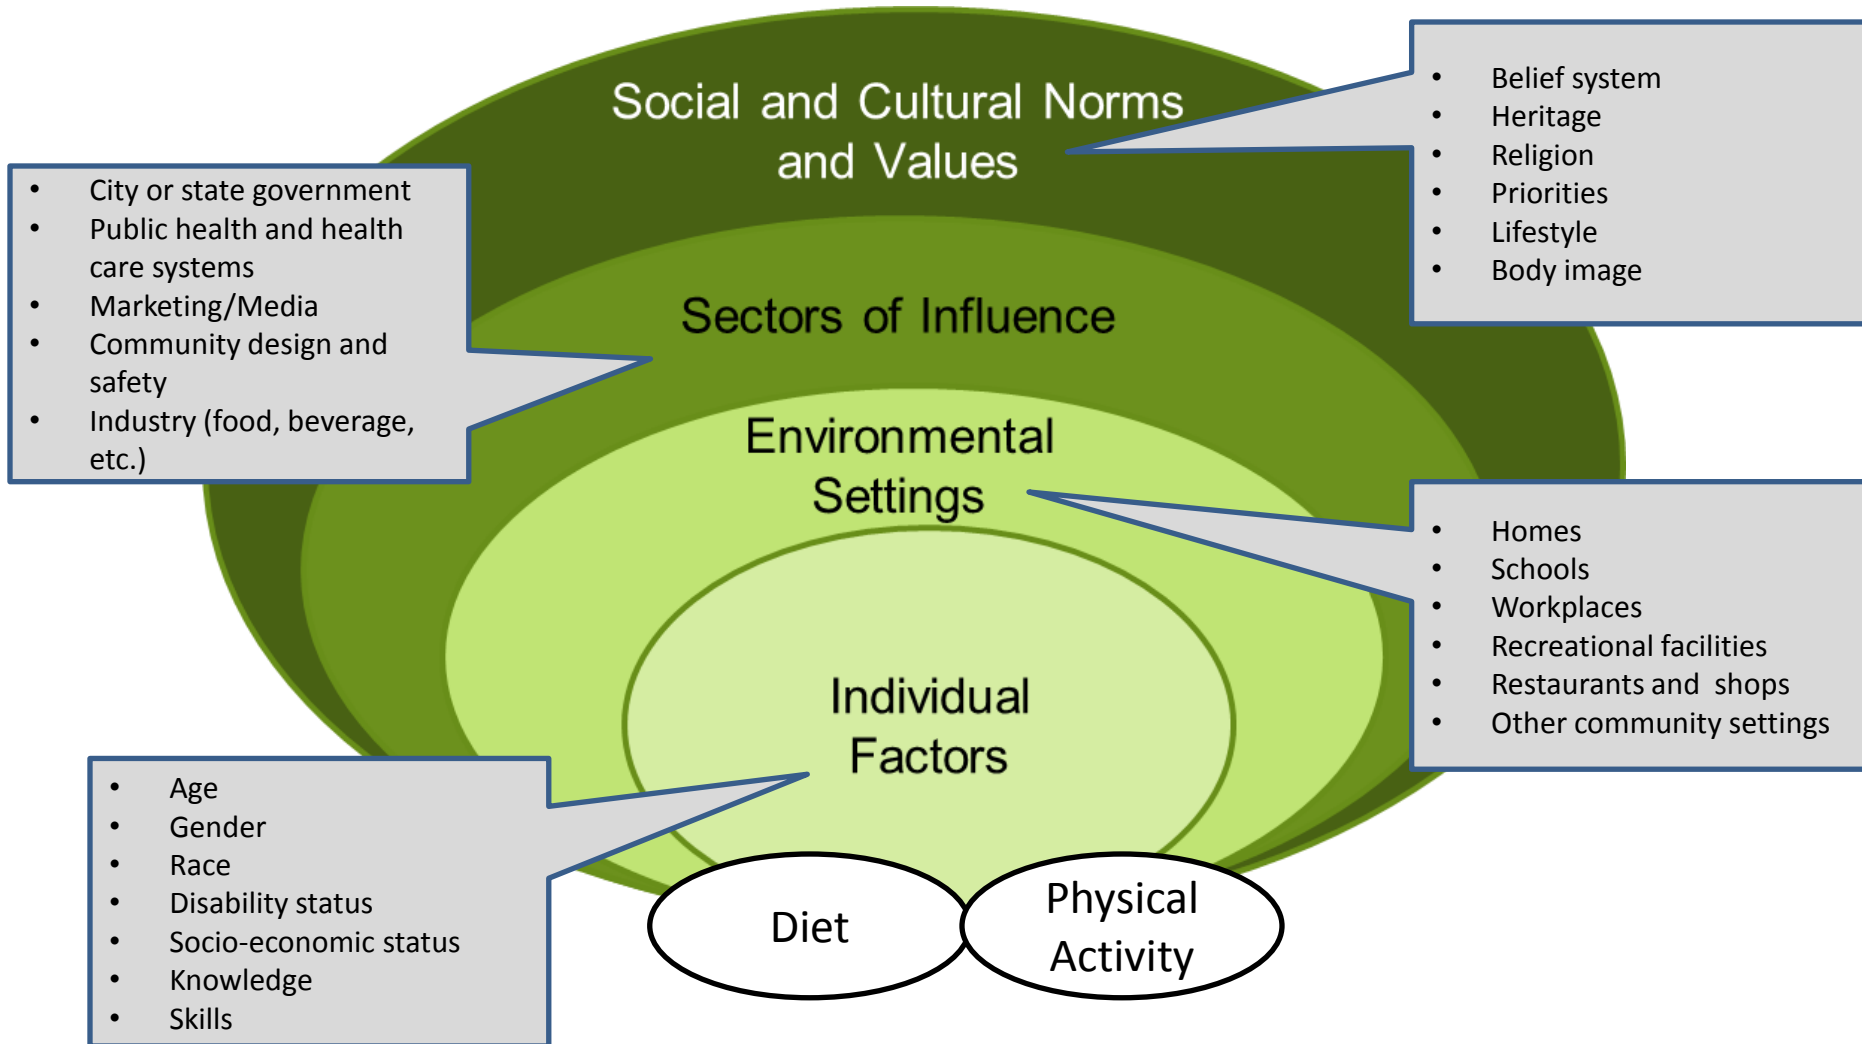 Social and Cultural Norms
and Values
• Belief system
• Heritage
• Religion
• Priorities
• Lifestyle
• Body image
• City or state government
• Public health and health
care systems
• Marketing/Media
• Community design and
safety
• Industry (food, beverage,
etc.)
Sectors of Influence
Environmental
Settings
• Homes
• Schools
• Workplaces
• Recreational facilities
• Restaurants and  shops
• Other community settings
Individual
Factors
• Age
• Gender
• Race
• Disability status
• Socio-economic status
• Knowledge
• Skills
Diet
Physical
Activity